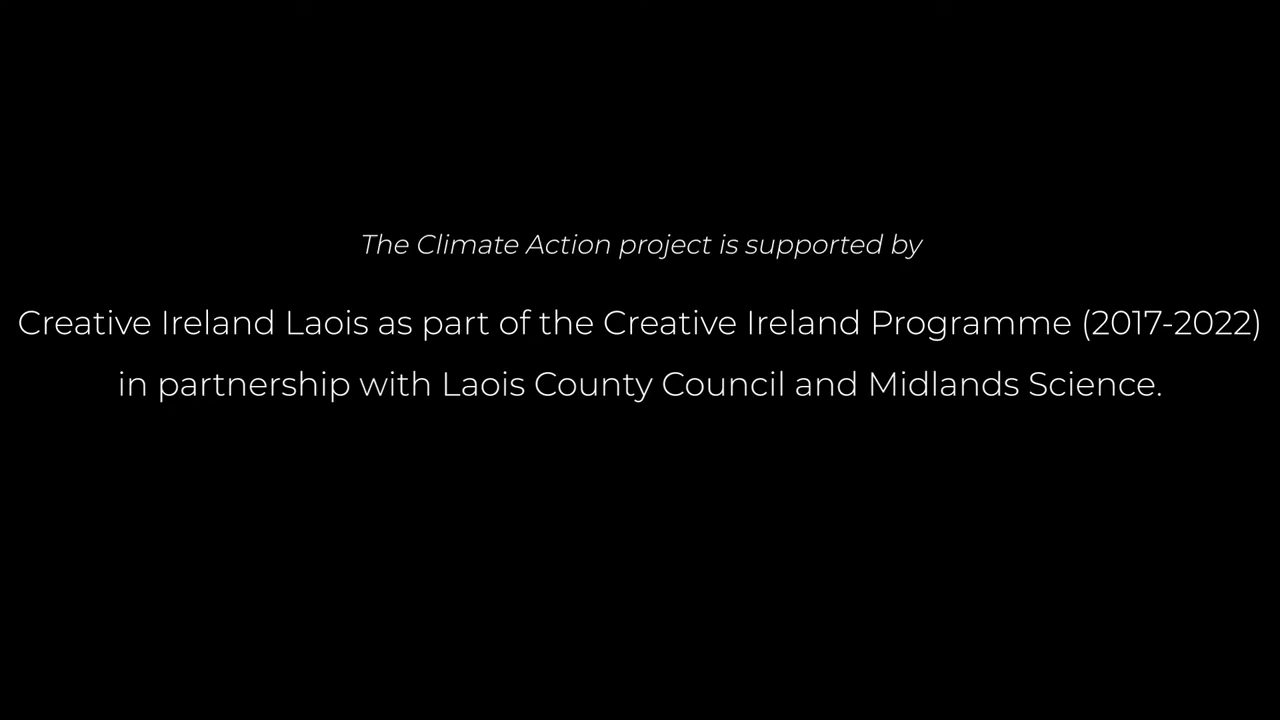 The Climate Action project is supported by
Creative Ireland Laois as part of the Creative Ireland Programme (2017-2022)
in partnership with Laois County Council and Midlands Science.